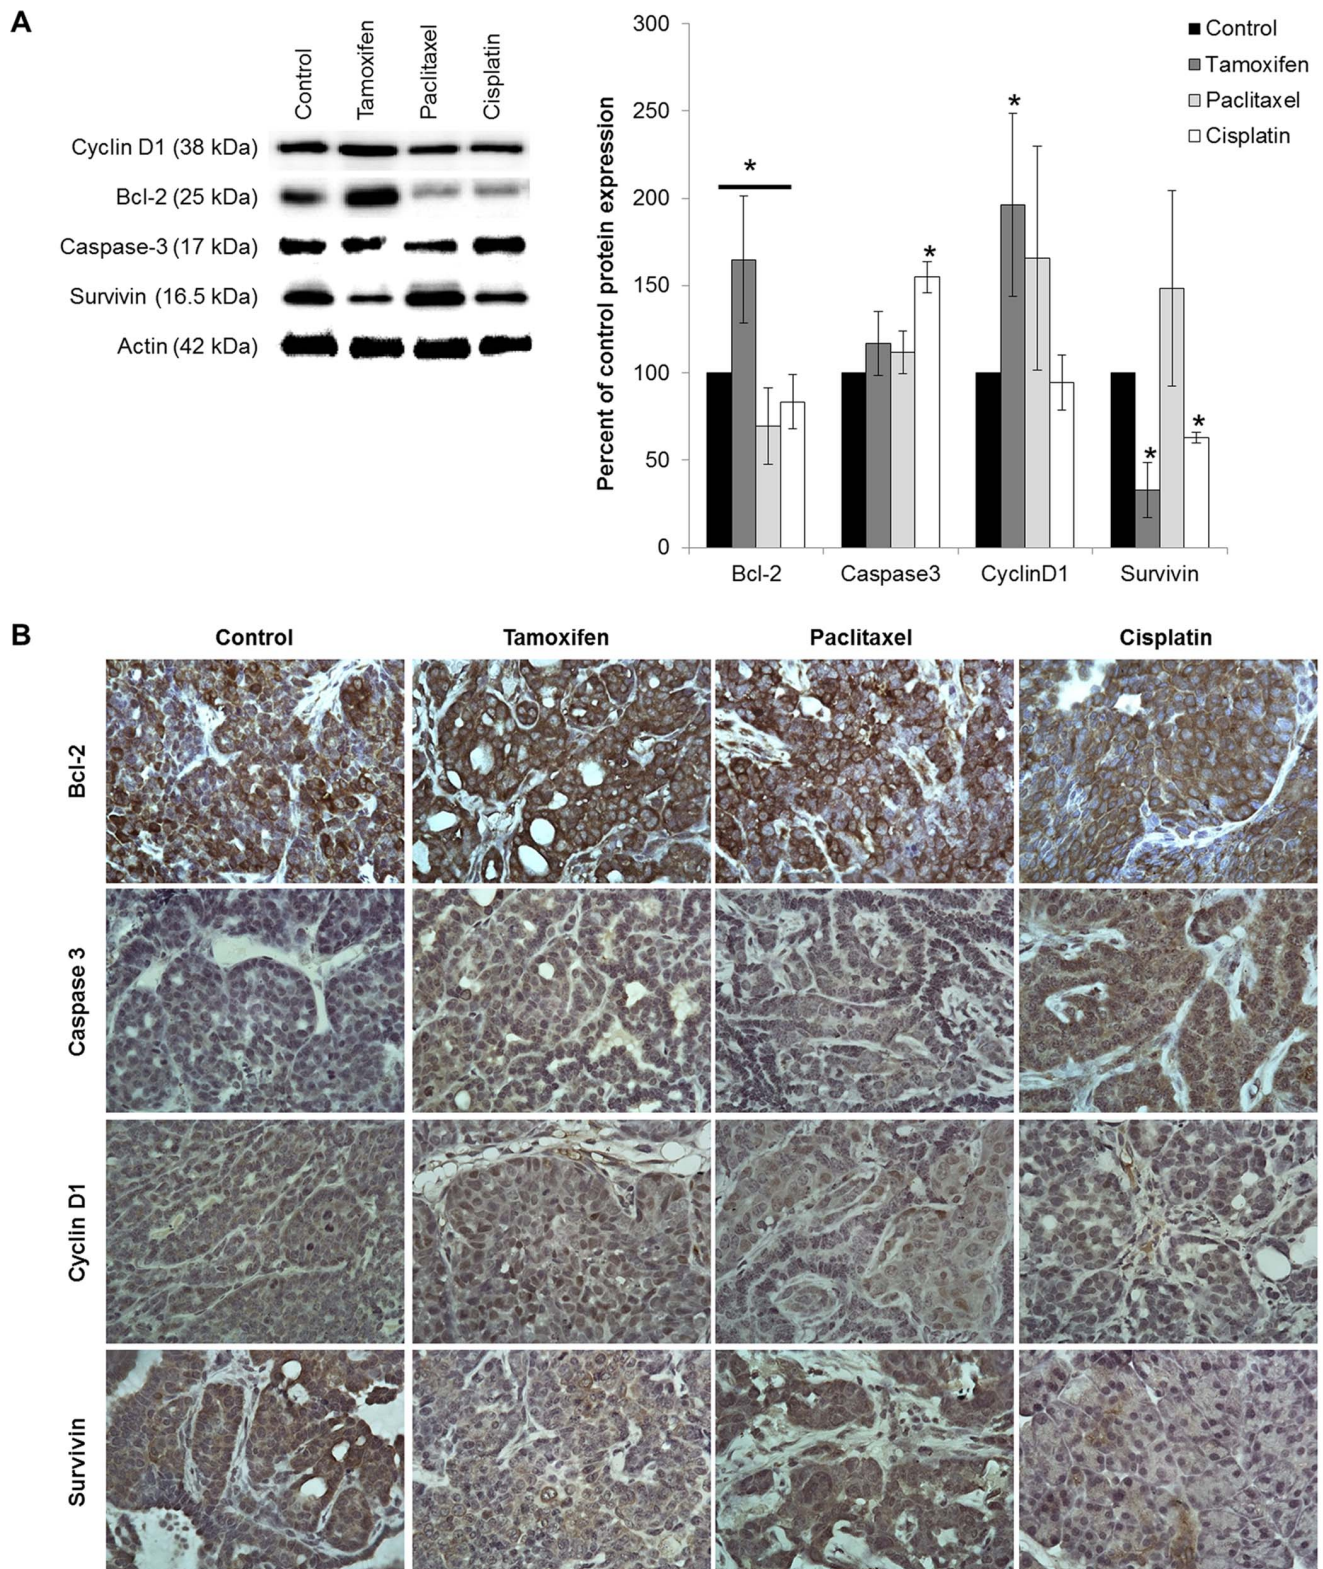 A
Control
Tamoxifen
Paclitaxel
Cisplatin
Cyclin D1 (38 kDa)
Bcl-2 (25 kDa)
Caspase-3 (17 kDa)
Survivin (16.5 kDa)
Actin (42 kDa)
Percent of control protein expression
300
250
200
150
100
50
0
*
*
*
*
*
Bcl-2
Caspase3
CyclinD1
Survivin
Control
Tamoxifen
Paclitaxel
Cisplatin
B
Control
Tamoxifen
Paclitaxel
Cisplatin
Bcl-2
Caspase 3
Cyclin D1
Survivin